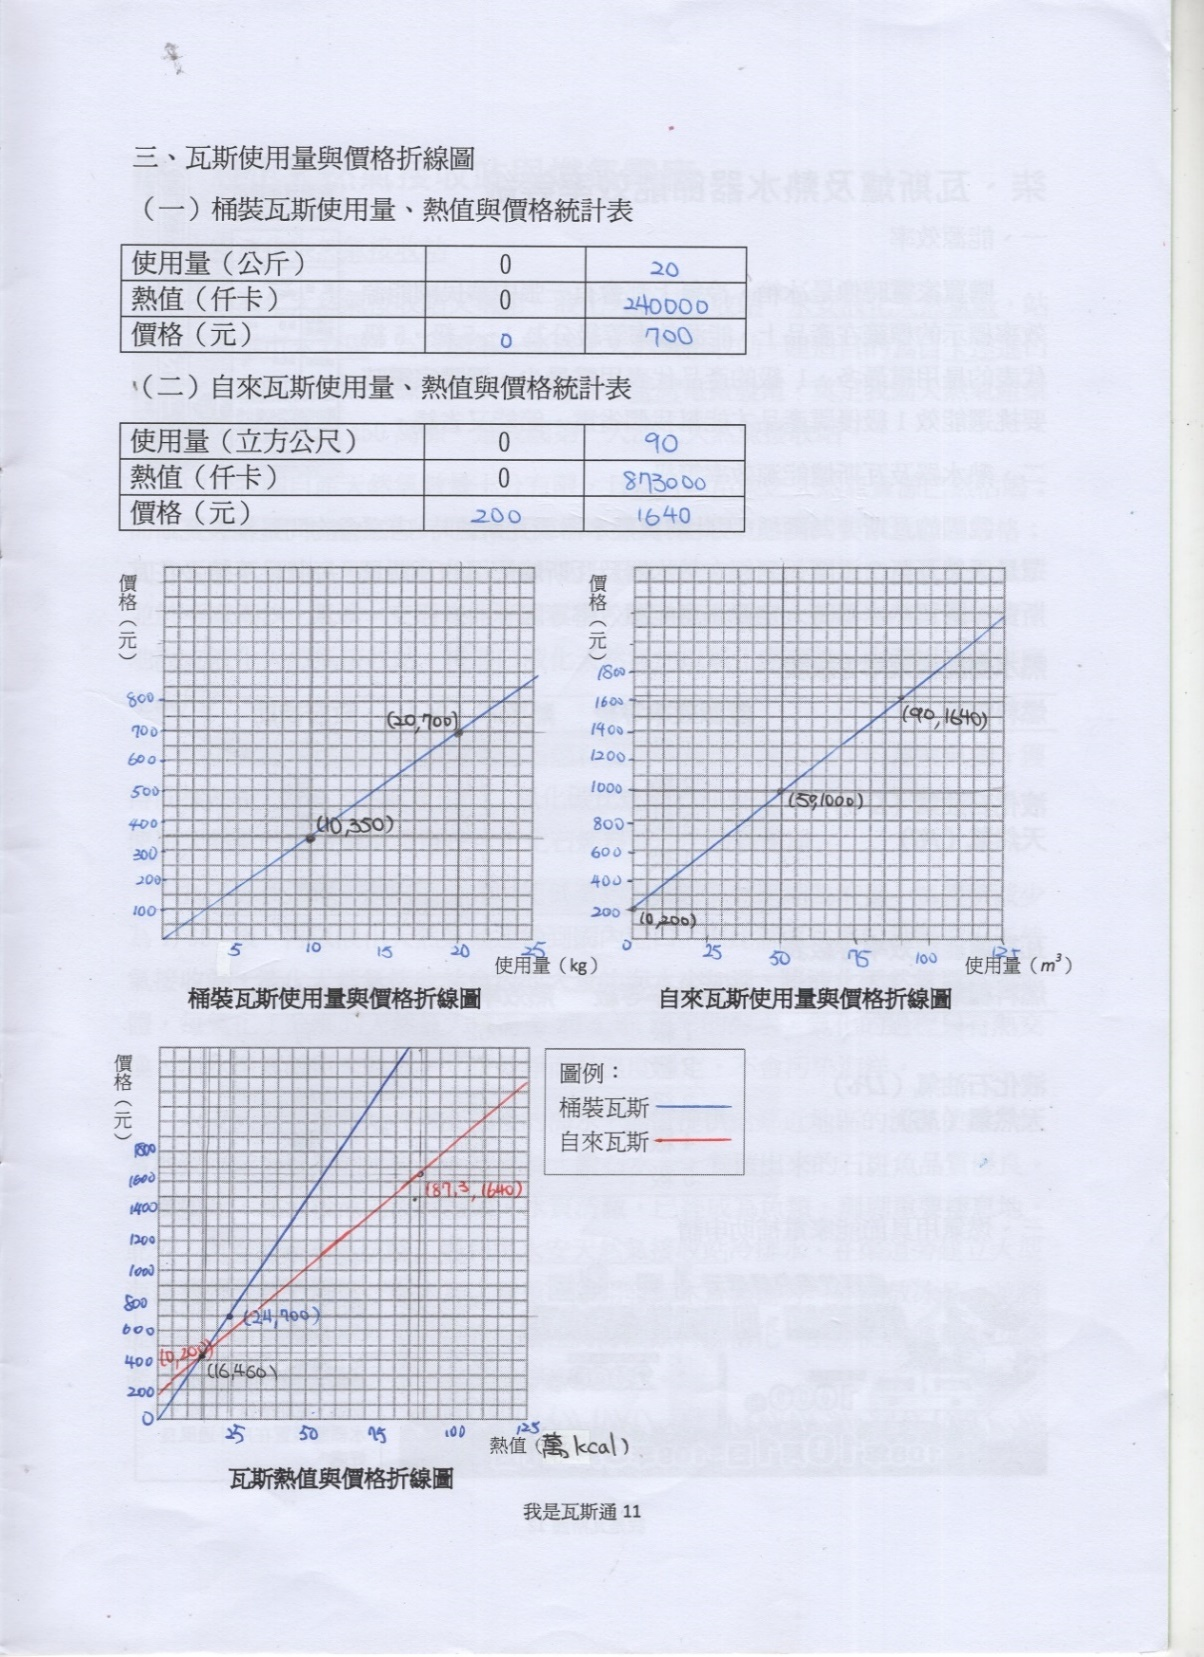 三、瓦斯使用量與價格折線圖
（一）桶裝瓦斯使用量、熱值與價格統計表
使用量（公斤） 0 20
熱值（仟卡） 0 240000
價格（元） 0 700
（二）自來瓦斯使用量、熱值與價格統計表
使用量（立方公尺） 0 90
熱值（仟卡） 0 873000
價格（元） 200 1640
價格（元）
800
700
600
500
400
300
200
100
(20,700)
(10,350)
5 10 15 20 25
使用量（kg）
桶裝瓦斯使用量與價格折線圖
價格（元）
1800
1600
1400
1200
1000
800
600
400
200
(90,1640)
(50,1000)
(0,200)
0 25 50 75 100 125
使用量（m³）
自來瓦斯使用量與價格折線圖
價格（元）
1800
1600
1400
1200
1000
800
600
400
200
0
(87.3,1640)
(24,700)
(0,200)
(16,460)
25 50 75 100 125
熱值（萬kcal）
瓦斯熱值與價格折線圖
圖例：
桶裝瓦斯
自來瓦斯
我是瓦斯通 11